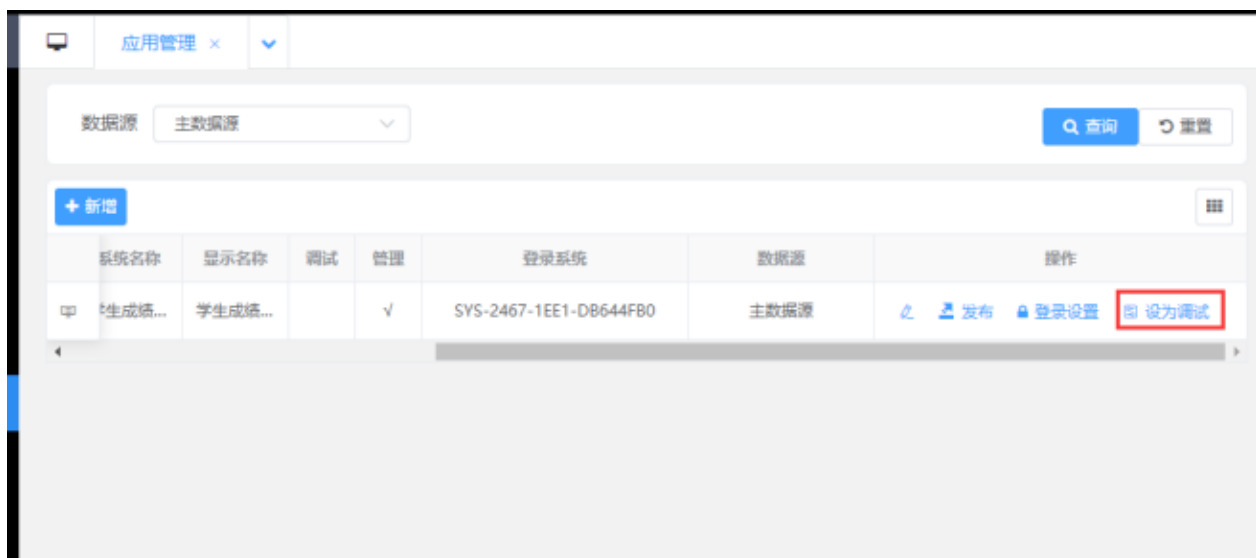 应用管理 ×
数据源 主数据源 查询 重置
+ 新增
系统名称 显示名称 调试 管理 登录系统 数据源 操作
学生成绩... 学生成绩... √ SYS-2467-1EE1-DB644FB0 主数据源 发布 登录设置 设为调试